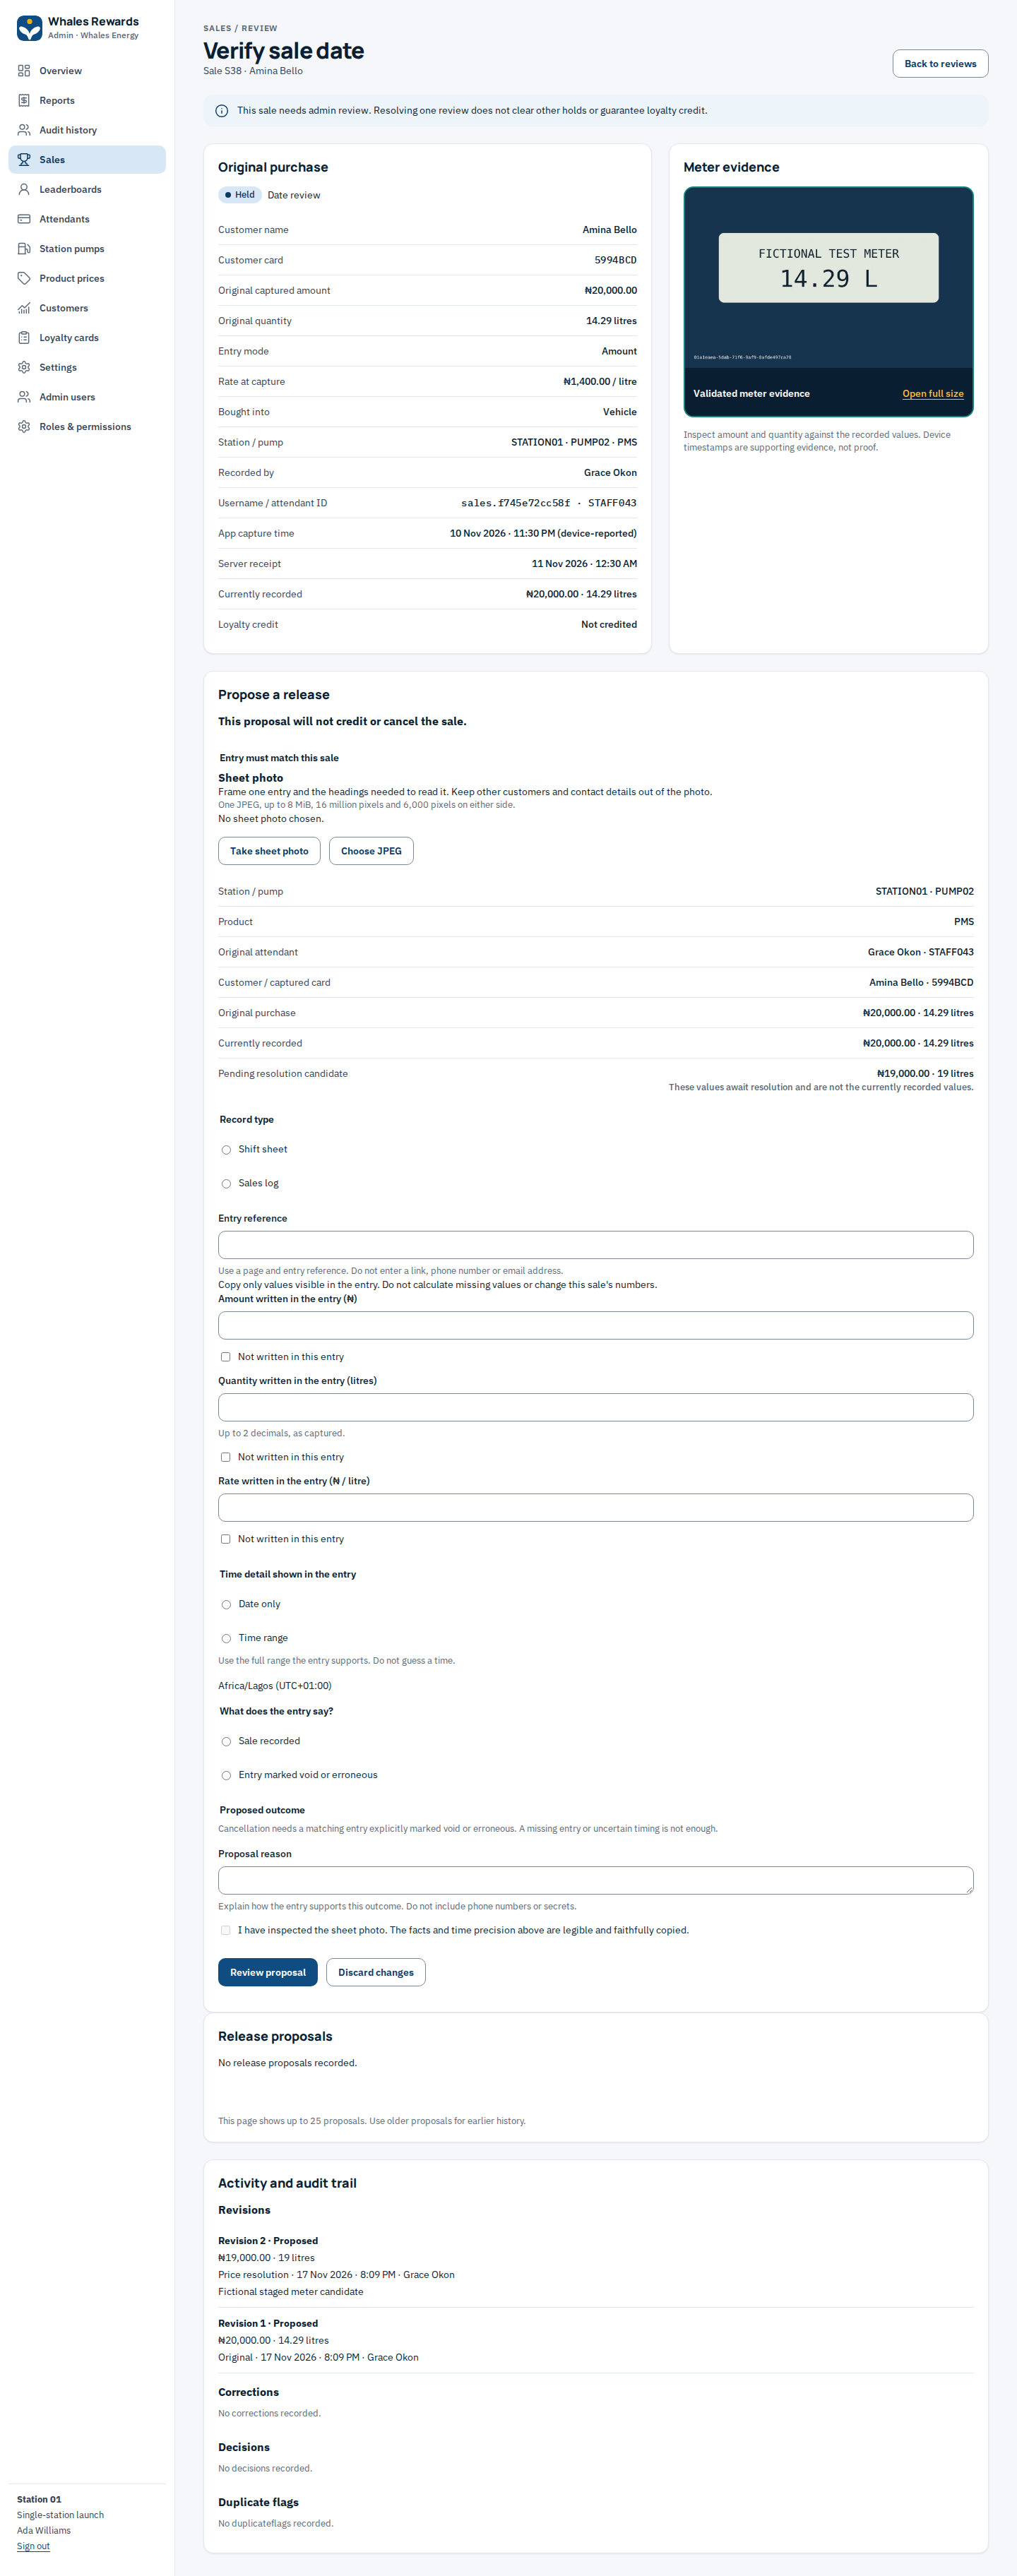 Whales Rewards
Admin · Whales Energy
Overview
Reports
Audit history
Sales
Leaderboards
Attendants
Station pumps
Product prices
Customers
Loyalty cards
Settings
Admin users
Roles & permissions
Station 01
Single-station launch
Ada Williams
Sign out
SALES / REVIEW
Verify sale date
Sale S38 · Amina Bello
Back to reviews
This sale needs admin review. Resolving one review does not clear other holds or guarantee loyalty credit.
Original purchase
Held Date review
Customer name Amina Bello
Customer card 5994BCD
Original captured amount ₦20,000.00
Original quantity 14.29 litres
Entry mode Amount
Rate at capture ₦1,400.00 / litre
Bought into Vehicle
Station / pump STATION01 · PUMP02 · PMS
Recorded by Grace Okon
Username / attendant ID sales.f745e72cc58f · STAFF043
App capture time 10 Nov 2026 · 11:30 PM (device-reported)
Server receipt 11 Nov 2026 · 12:30 AM
Currently recorded ₦20,000.00 · 14.29 litres
Loyalty credit Not credited
Meter evidence
FICTIONAL TEST METER
14.29 L
Validated meter evidence Open full size
Inspect amount and quantity against the recorded values. Device
timestamps are supporting evidence, not proof.
Propose a release
This proposal will not credit or cancel the sale.
Entry must match this sale
Sheet photo
Frame one entry and the headings needed to read it. Keep other customers and contact details out of the photo.
One JPEG, up to 8 MiB, 16 million pixels and 6,000 pixels on either side.
No sheet photo chosen.
Take sheet photo Choose JPEG
Station / pump STATION01 · PUMP02
Product PMS
Original attendant Grace Okon · STAFF043
Customer / captured card Amina Bello · 5994BCD
Original purchase ₦20,000.00 · 14.29 litres
Currently recorded ₦20,000.00 · 14.29 litres
Pending resolution candidate ₦19,000.00 · 19 litres
These values await resolution and are not the currently recorded values.
Record type
Shift sheet
Sales log
Entry reference
Use a page and entry reference. Do not enter a link, phone number or email address.
Copy only values visible in the entry. Do not calculate missing values or change this sale's numbers.
Amount written in the entry (₦)
Not written in this entry
Quantity written in the entry (litres)
Up to 2 decimals, as captured.
Not written in this entry
Rate written in the entry (₦ / litre)
Not written in this entry
Time detail shown in the entry
Date only
Time range
Use the full range the entry supports. Do not guess a time.
Africa/Lagos (UTC+01:00)
What does the entry say?
Sale recorded
Entry marked void or erroneous
Proposed outcome
Cancellation needs a matching entry explicitly marked void or erroneous. A missing entry or uncertain timing is not enough.
Proposal reason
Explain how the entry supports this outcome. Do not include phone numbers or secrets.
I have inspected the sheet photo. The facts and time precision above are legible and faithfully copied.
Review proposal Discard changes
Release proposals
No release proposals recorded.
This page shows up to 25 proposals. Use older proposals for earlier history.
Activity and audit trail
Revisions
Revision 2 · Proposed
₦19,000.00 · 19 litres
Price resolution · 17 Nov 2026 · 8:09 PM · Grace Okon
Fictional staged meter candidate
Revision 1 · Proposed
₦20,000.00 · 14.29 litres
Original · 17 Nov 2026 · 8:09 PM · Grace Okon
Corrections
No corrections recorded.
Decisions
No decisions recorded.
Duplicate flags
No duplicateflags recorded.